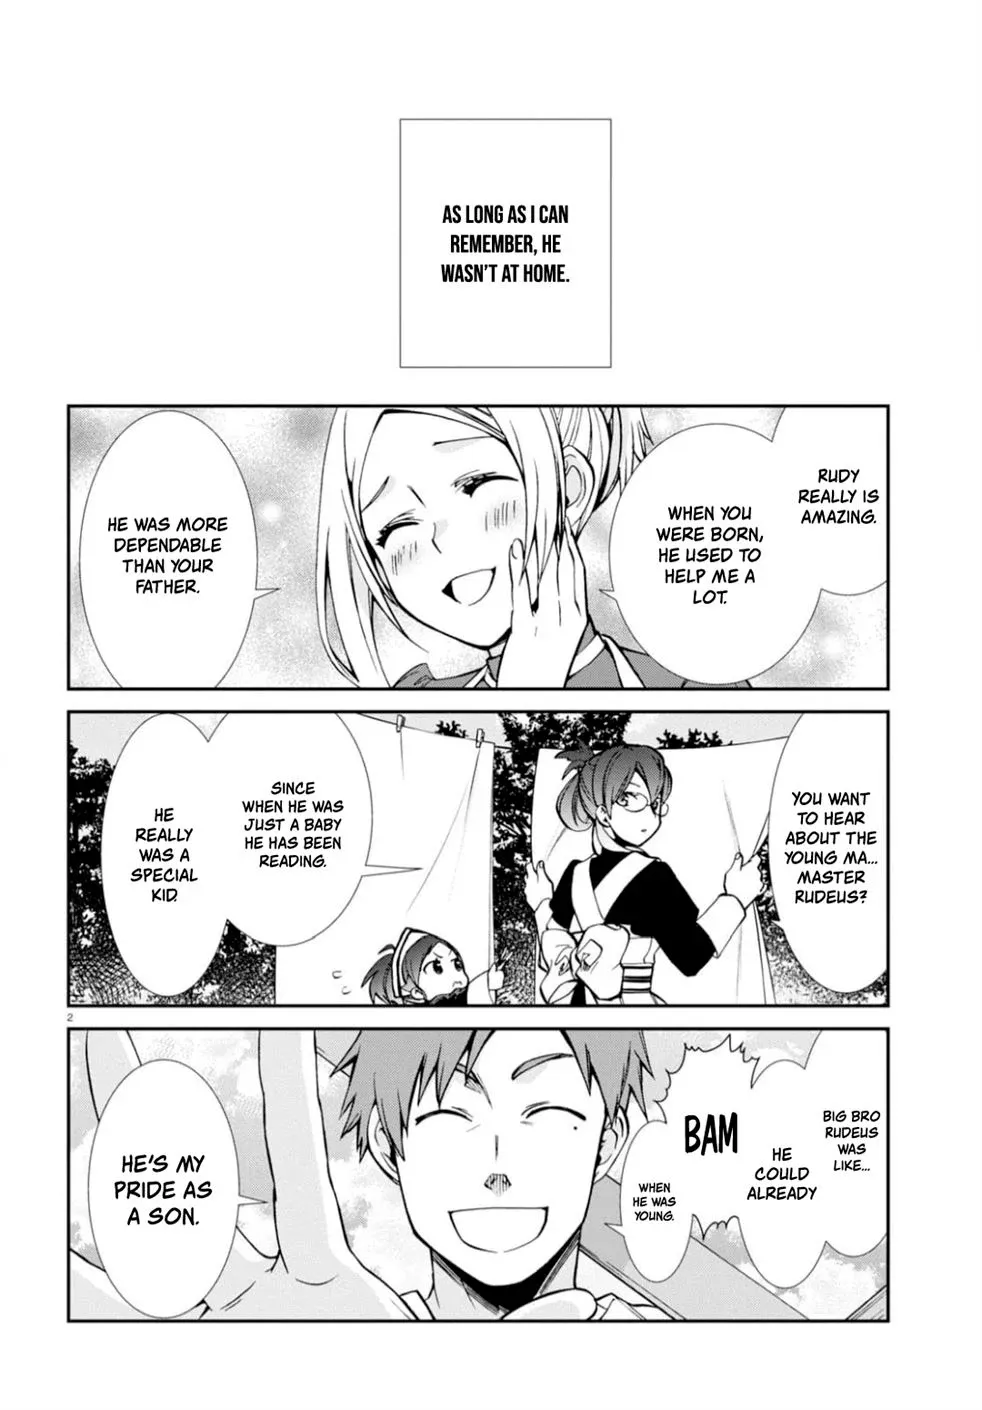 AS LONG AS I CAN
REMEMBER, HE
WASN'T AT HOME.
RUDY
REALLY IS
AMAZING.
WHEN YOU
WERE BORN,
HE USED TO
HELP ME A
LOT.
HE WAS MORE
DEPENDABLE
THAN YOUR
FATHER.
YOU WANT
TO HEAR
ABOUT THE
YOUNG MA...
MASTER
RUDEUS?
SINCE
WHEN HE WAS
JUST A BABY
HE HAS BEEN
READING.
HE
REALLY
WAS A
SPECIAL
KID.
2
BIG BRO
RUDEUS
WAS
LIKE...
HE
COULD
ALREADY
BAM
WHEN
HE WAS
YOUNG.
HE'S MY
PRIDE AS
A SON.